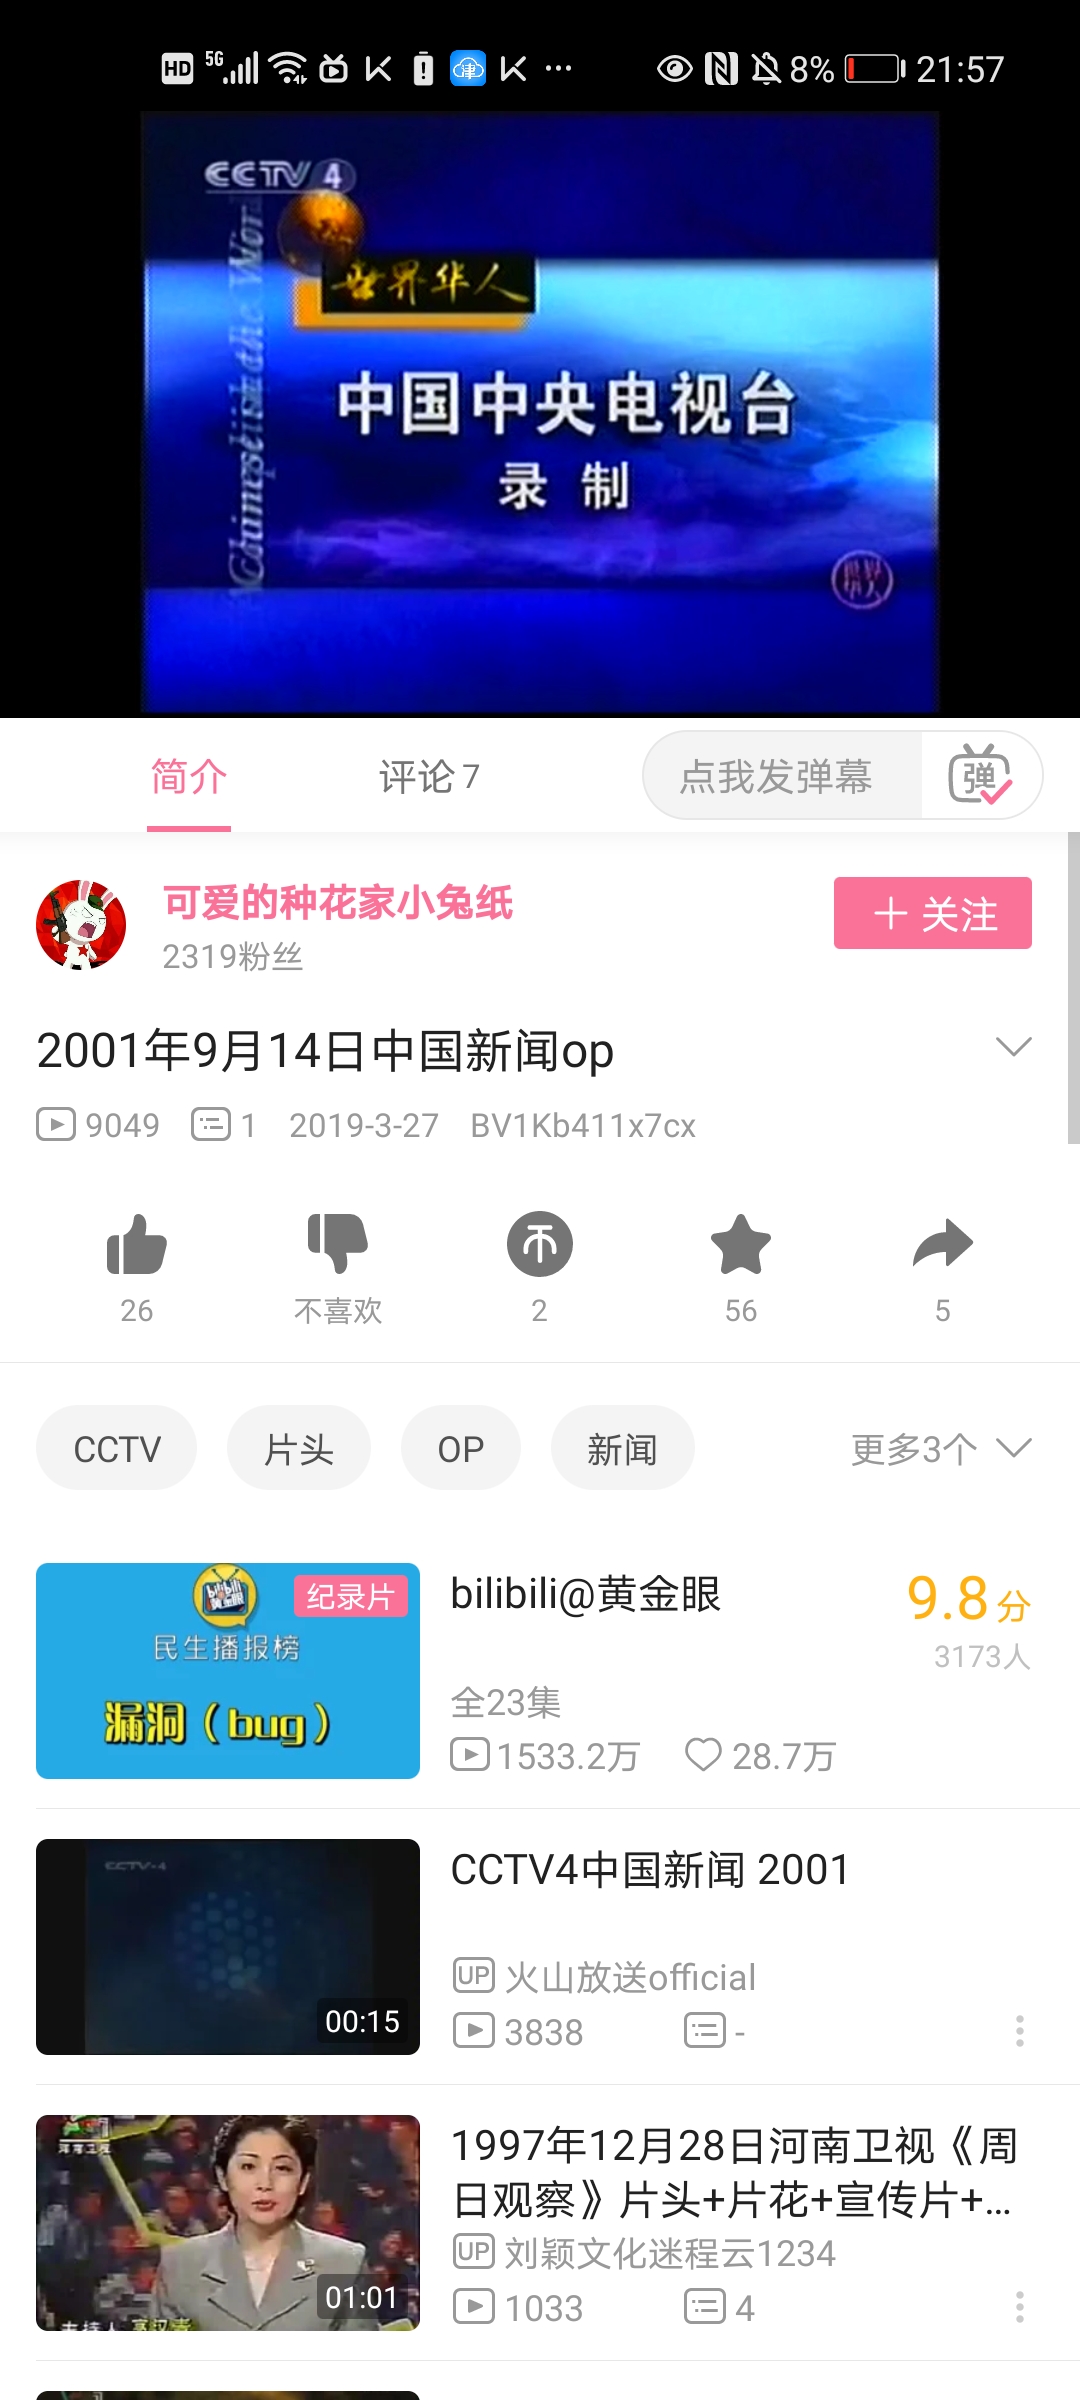 HD 5G 8% 21:57
CCTV 4
世界华人
中国中央电视台
录 制
世界华人
简介 评论 7 点我发弹幕 弹
可爱的种花家小兔纸
2319粉丝
+ 关注
2001年9月14日中国新闻op
9049 1 2019-3-27 BV1Kb411x7cx
26 不喜欢 2 56 5
CCTV 片头 OP 新闻 更多3个
bilibili@黄金眼
9.8分
3173人
纪录片
民生播报榜
漏洞(bug)
全23集
1533.2万 28.7万
CCTV4中国新闻 2001
CCTV-4
00:15
UP 火山放送official
3838 -
1997年12月28日河南卫视《周
日观察》片头+片花+宣传片+...
01:01
UP 刘颖文化迷程云1234
1033 4